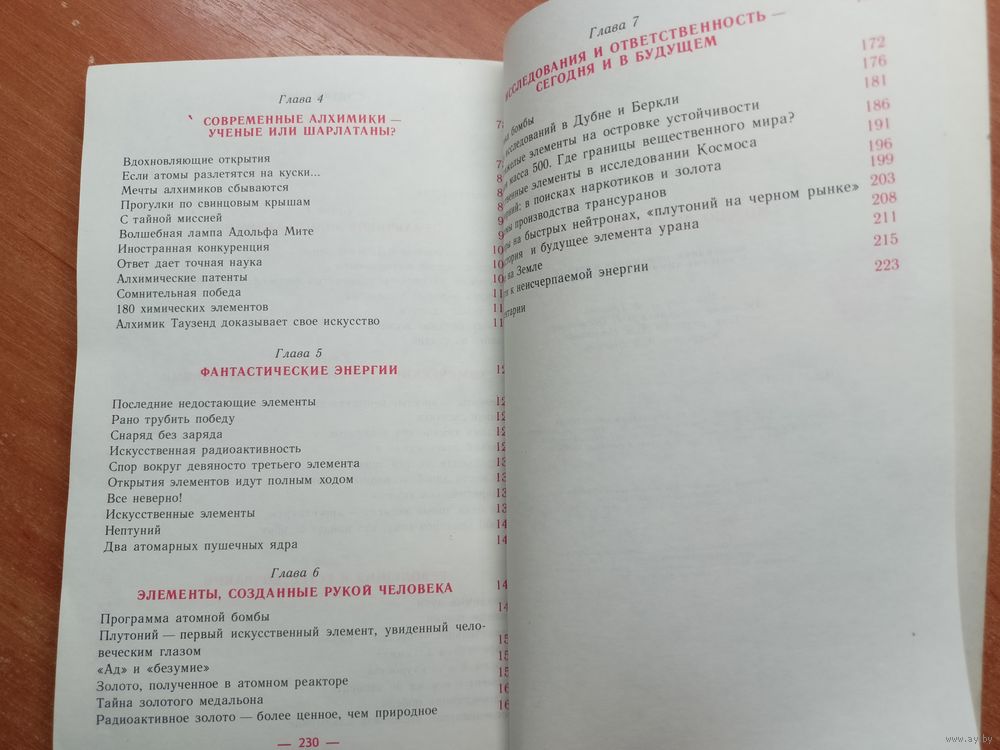 Глава 4
СОВРЕМЕННЫЕ АЛХИМИКИ —
УЧЕНЫЕ ИЛИ ШАРЛАТАНЫ?
Вдохновляющие открытия
Если атомы разлетятся на куски...
Мечты алхимиков сбываются
Прогулки по свинцовым крышам
С тайной миссией
Волшебная лампа Адольфа Мите
Иностранная конкуренция
Ответ дает точная наука
Алхимические патенты
Сомнительная победа
180 химических элементов
Алхимик Таузенд доказывает свое искусство
Глава 5
ФАНТАСТИЧЕСКИЕ ЭНЕРГИИ
Последние недостающие элементы
Рано трубить победу
Снаряд без заряда
Искусственная радиоактивность
Спор вокруг девяносто третьего элемента
Открытия элементов идут полным ходом
Все неверно!
Искусственные элементы
Нептуний
Два атомарных пушечных ядра
Глава 6
ЭЛЕМЕНТЫ, СОЗДАННЫЕ РУКОЙ ЧЕЛОВЕКА
Программа атомной бомбы
Плутоний — первый искусственный элемент, увиденный чело-
веческим глазом
«Ад» и «безумие»
Золото, полученное в атомном реакторе
Тайна золотого медальона
Радиоактивное золото — более ценное, чем природное
— 230 —
Глава 7
ИССЛЕДОВАНИЯ И ОТВЕТСТВЕННОСТЬ —
СЕГОДНЯ И В БУДУЩЕМ
172
бомбы
176
исследований в Дубне и Беркли
181
элементы на островке устойчивости
186
масса 500. Где границы вещественного мира?
191
элементы в исследовании Космоса
196
в поисках наркотиков и золота
199
производства трансуранов
203
на быстрых нейтронах, «плутоний на черном рынке»
208
и будущее элемента урана
211
на Земле
215
к неисчерпаемой энергии
223
www.ay.by